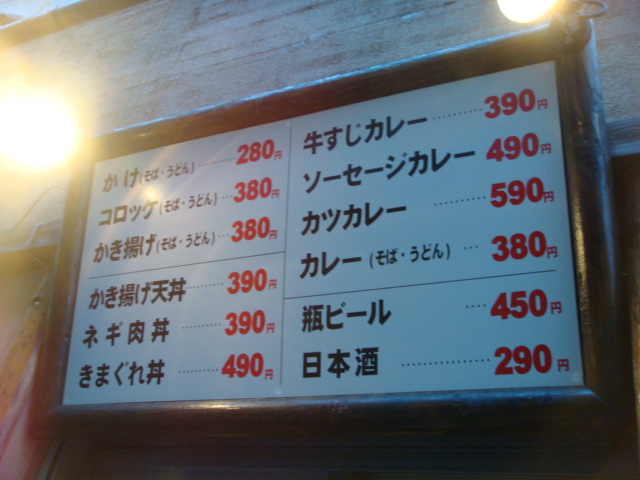 かけ(そば・うどん)………280円
コロッケ(そば・うどん)…380円
かき揚げ(そば・うどん)…380円
かき揚げ天丼……390円
ネギ肉丼………390円
きまぐれ丼………490円
牛すじカレー………390円
ソーセージカレー 490円
カツカレー………590円
カレー(そば・うどん)…380円
瓶ビール…450円
日本酒…………290円